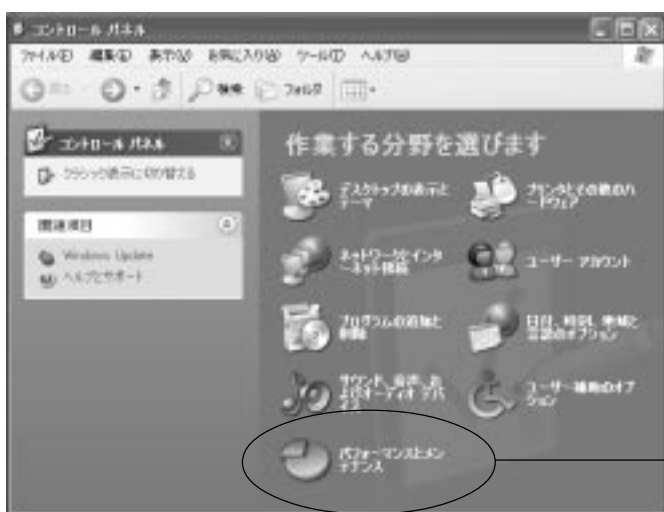 コントロール パネル
ファイル(F) 編集(E) 表示(V) お気に入り(A) ツール(T) ヘルプ(H)
戻る 検索 フォルダ
コントロール パネル
クラシック表示に切り替える
関連項目
Windows Update
ヘルプとサポート
作業する分野を選びます
デスクトップの表示と
テーマ
プリンタとその他のハ
ードウェア
ネットワークとインタ
ーネット接続
ユーザー アカウント
プログラムの追加と
削除
日付、時刻、地域と
言語のオプション
サウンド、音声、お
よびオーディオ デバ
イス
ユーザー補助のオプ
ション
パフォーマンスとメン
テナンス